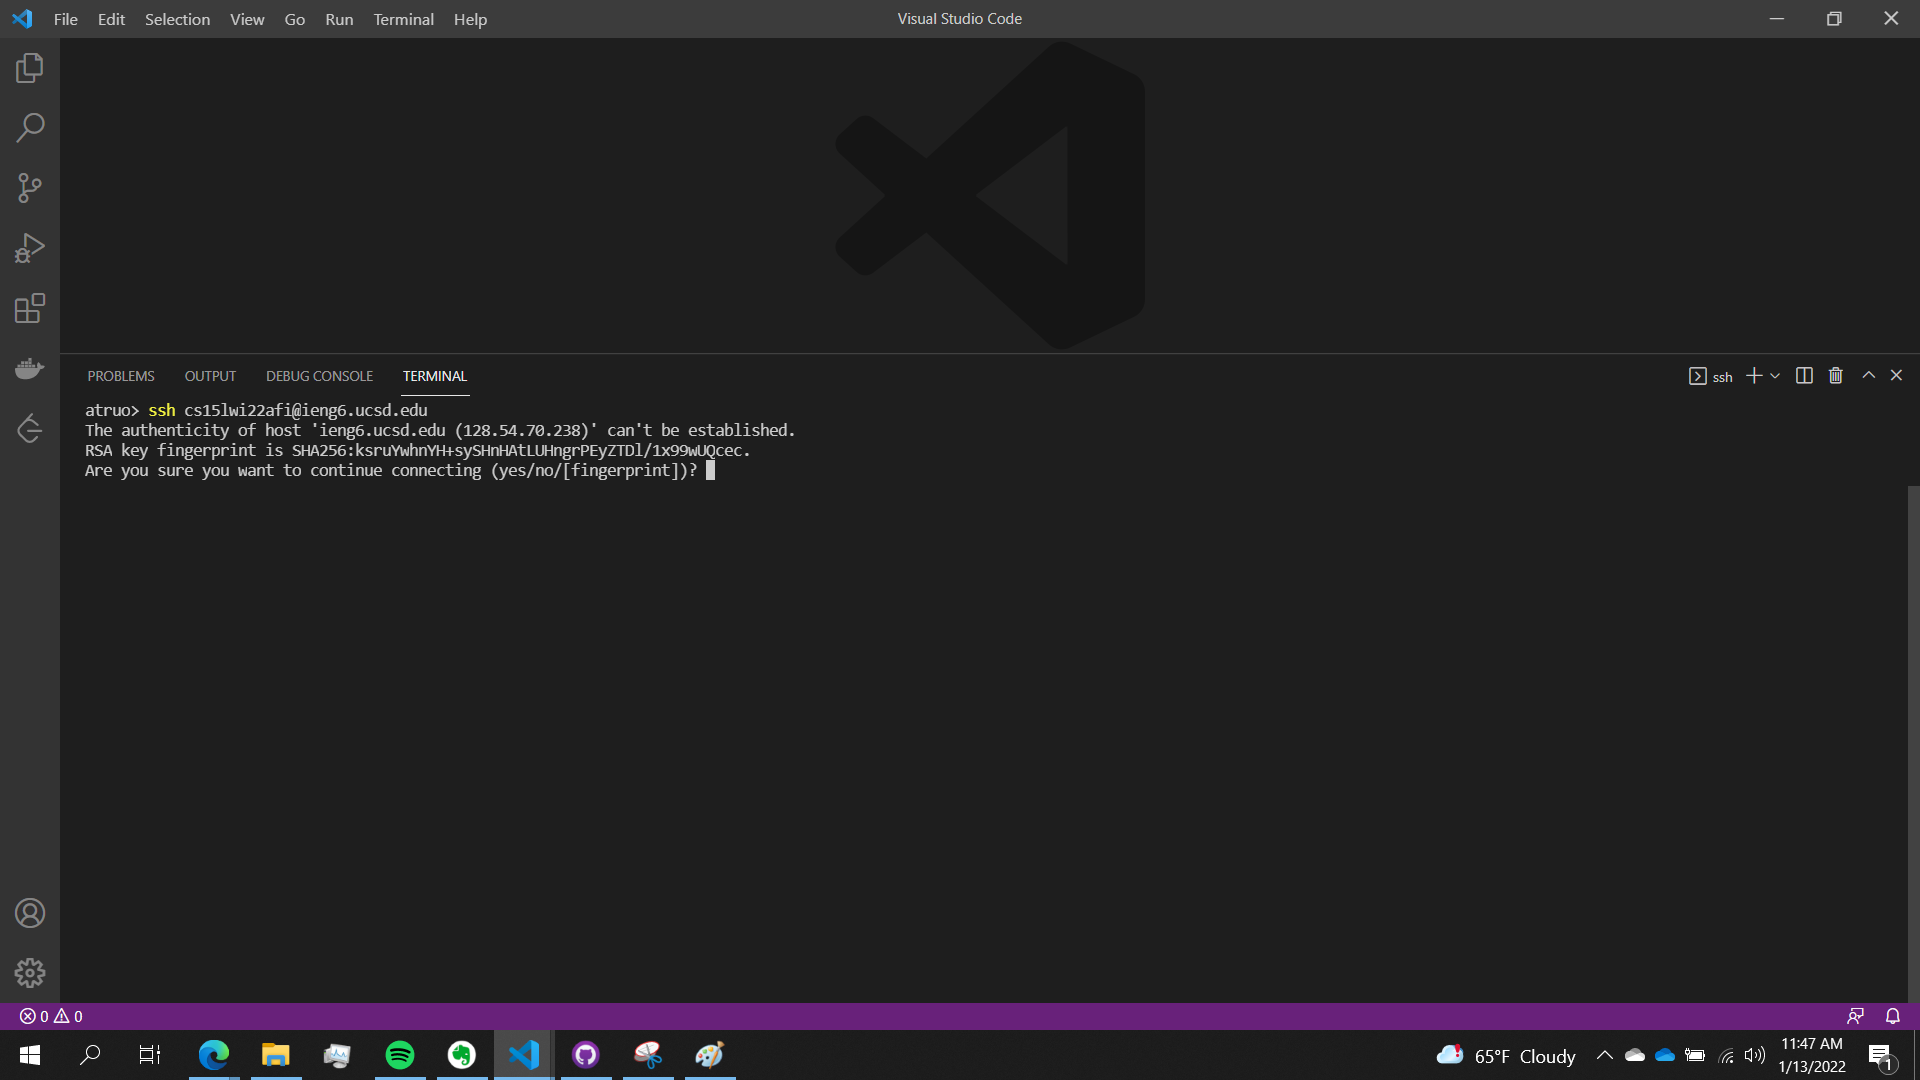 File Edit Selection View Go Run Terminal Help
Visual Studio Code
PROBLEMS OUTPUT DEBUG CONSOLE TERMINAL
ssh
atruo> ssh cs15lwi22afi@ieng6.ucsd.edu
The authenticity of host 'ieng6.ucsd.edu (128.54.70.238)' can't be established.
RSA key fingerprint is SHA256:ksruYwhnYH+sySHnHAtLUHngrPEyZTDl/1x99wUQcec.
Are you sure you want to continue connecting (yes/no/[fingerprint])?
0 0
65°F Cloudy
11:47 AM
1/13/2022
1